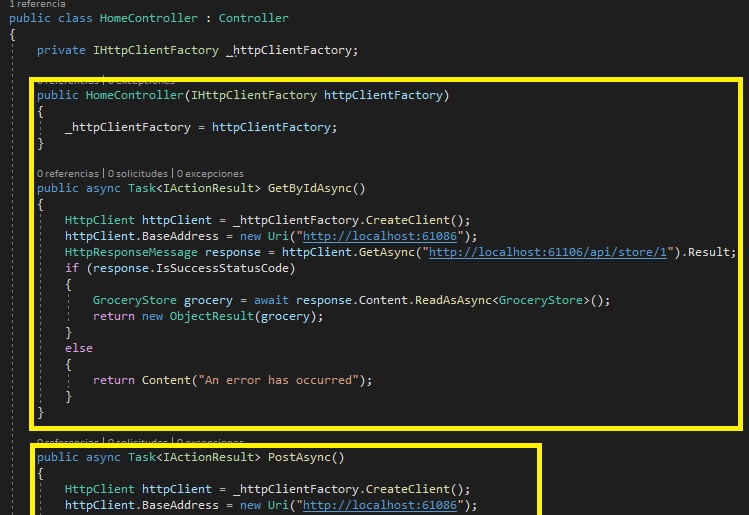 1 referencia
public class HomeController : Controller
{
private IHttpClientFactory _httpClientFactory;
0 referencias | 0 excepciones
public HomeController(IHttpClientFactory httpClientFactory)
{
_httpClientFactory = httpClientFactory;
}
0 referencias | 0 solicitudes | 0 excepciones
public async Task<IActionResult> GetByIdAsync()
{
HttpClient httpClient = _httpClientFactory.CreateClient();
httpClient.BaseAddress = new Uri("http://localhost:61086");
HttpResponseMessage response = httpClient.GetAsync("http://localhost:61106/api/store/1").Result;
if (response.IsSuccessStatusCode)
{
GroceryStore grocery = await response.Content.ReadAsAsync<GroceryStore>();
return new ObjectResult(grocery);
}
else
{
return Content("An error has occurred");
}
}
0 referencias | 0 solicitudes | 0 excepciones
public async Task<IActionResult> PostAsync()
{
HttpClient httpClient = _httpClientFactory.CreateClient();
httpClient.BaseAddress = new Uri("http://localhost:61086");